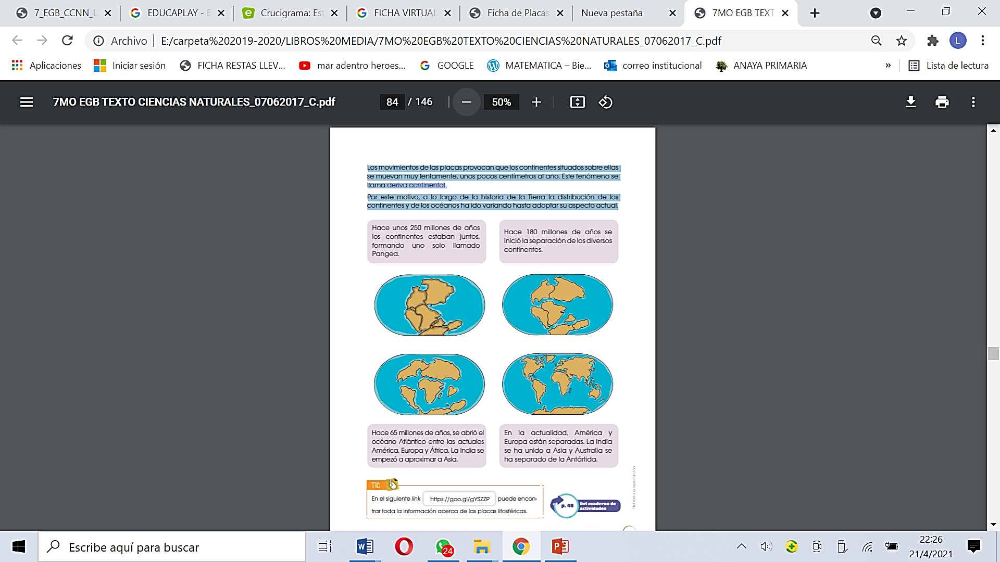 7_EGB_CCNN_L
EDUCAPLAY - E
Crucigrama: Est
FICHA VIRTUAL
Ficha de Placas
Nueva pestaña
7MO EGB TEXT
Archivo
E:/carpeta%202019-2020/LIBROS%20MEDIA/7MO%20EGB%20TEXTO%20CIENCIAS%20NATURALES_07062017_C.pdf
L
Aplicaciones
Iniciar sesión
FICHA RESTAS LLEV...
mar adentro heroes...
GOOGLE
MATEMATICA – Bie...
correo institucional
ANAYA PRIMARIA
»
Lista de lectura
7MO EGB TEXTO CIENCIAS NATURALES_07062017_C.pdf
84 / 146
50%
Los movimientos de las placas provocan que los continentes situados sobre ellas
se muevan muy lentamente, unos pocos centímetros al año. Este fenómeno se
llama deriva continental.
Por este motivo, a lo largo de la historia de la Tierra la distribución de los
continentes y de los océanos ha ido variando hasta adoptar su aspecto actual.
Hace unos 250 millones de años
los continentes estaban juntos,
formando uno solo llamado
Pangea.
Hace 180 millones de años se
inició la separación de los diversos
continentes.
Hace 65 millones de años, se abrió el
océano Atlántico entre las actuales
América, Europa y África. La India se
empezó a aproximar a Asia.
En la actualidad, América y
Europa están separadas. La India
se ha unido a Asia y Australia se
ha separado de la Antártida.
Prohibida su reproducción
TIC
En el siguiente link https://goo.gl/gYSZZP puede encon-
trar toda la información acerca de las placas litosféricas.
p. 48
Del cuaderno de
actividades
Escribe aquí para buscar
24
22:26
21/4/2021